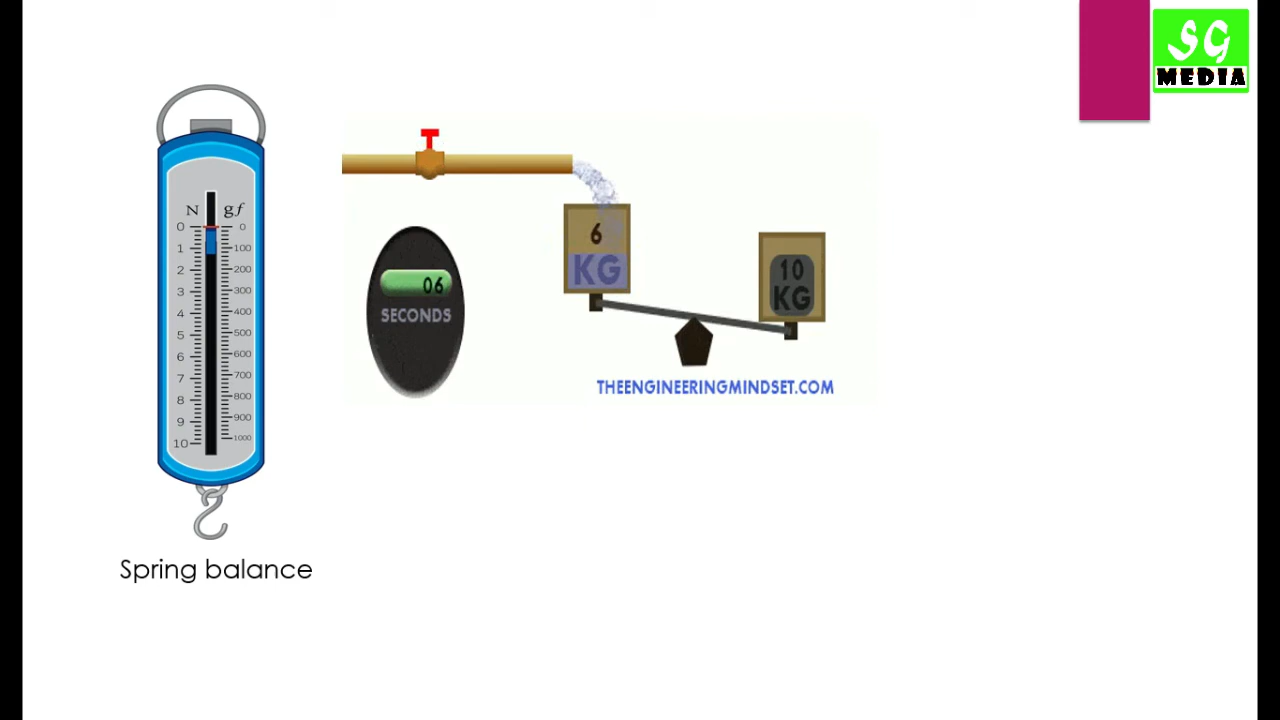 SG
MEDIA
N gf
0 0
1 100
2 200
3 300
4 400
5 500
6 600
7 700
8 800
9 900
10 1000
Spring balance
06
SECONDS
6
KG
10
KG
THEENGINEERINGMINDSET.COM